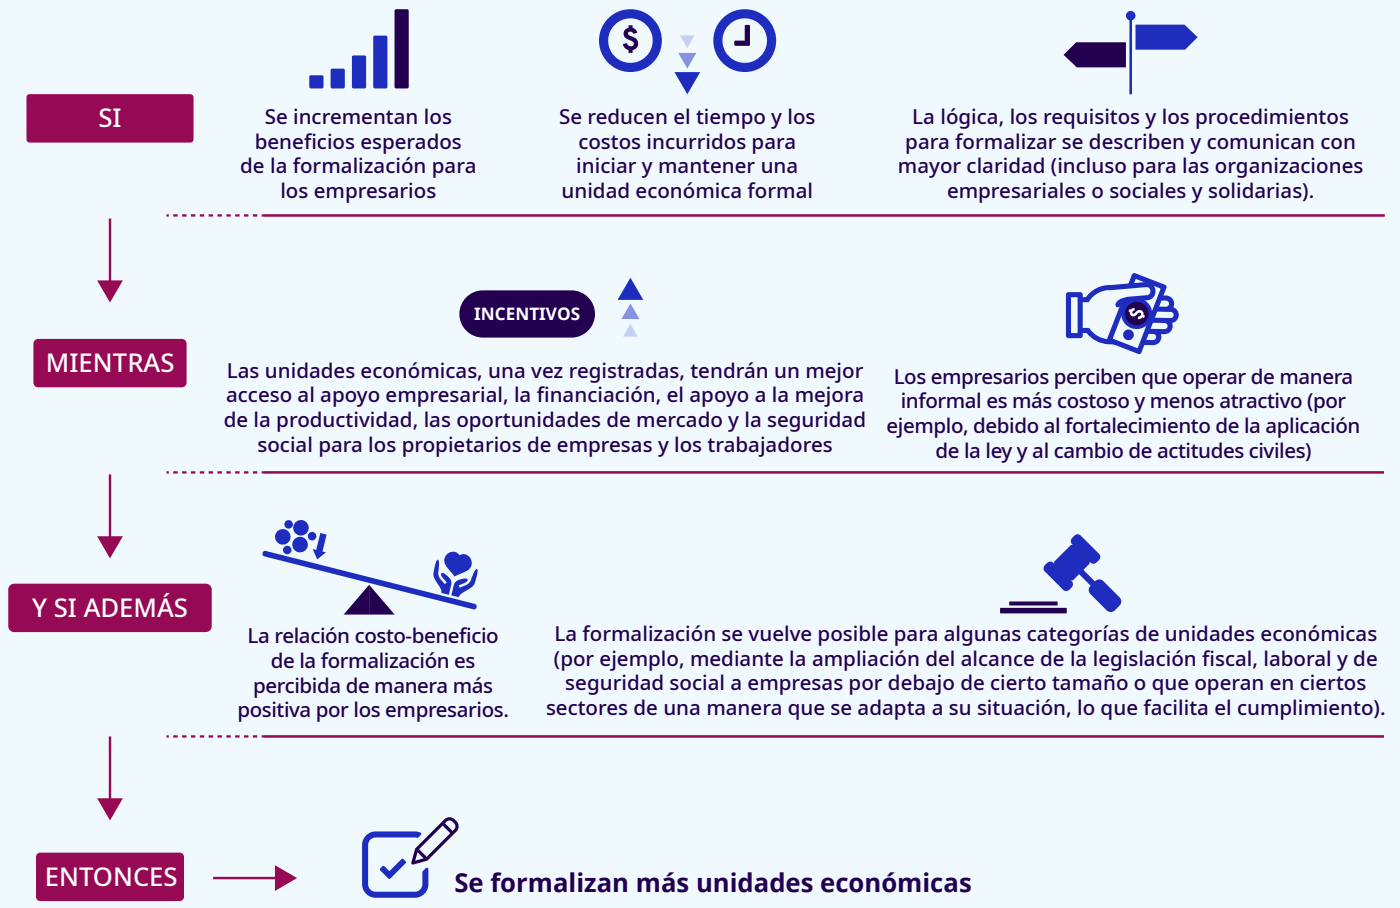 SI
Se incrementan los
beneficios esperados
de la formalización para
los empresarios
$
Se reducen el tiempo y los
costos incurridos para
iniciar y mantener una
unidad económica formal
La lógica, los requisitos y los procedimientos
para formalizar se describen y comunican con
mayor claridad (incluso para las organizaciones
empresariales o sociales y solidarias).
MIENTRAS
INCENTIVOS
Las unidades económicas, una vez registradas, tendrán un mejor
acceso al apoyo empresarial, la financiación, el apoyo a la mejora
de la productividad, las oportunidades de mercado y la seguridad
social para los propietarios de empresas y los trabajadores
$
Los empresarios perciben que operar de manera
informal es más costoso y menos atractivo (por
ejemplo, debido al fortalecimiento de la aplicación
de la ley y al cambio de actitudes civiles)
Y SI ADEMÁS
La relación costo-beneficio
de la formalización es
percibida de manera más
positiva por los empresarios.
La formalización se vuelve posible para algunas categorías de unidades económicas
(por ejemplo, mediante la ampliación del alcance de la legislación fiscal, laboral y de
seguridad social a empresas por debajo de cierto tamaño o que operan en ciertos
sectores de una manera que se adapta a su situación, lo que facilita el cumplimiento).
ENTONCES
Se formalizan más unidades económicas